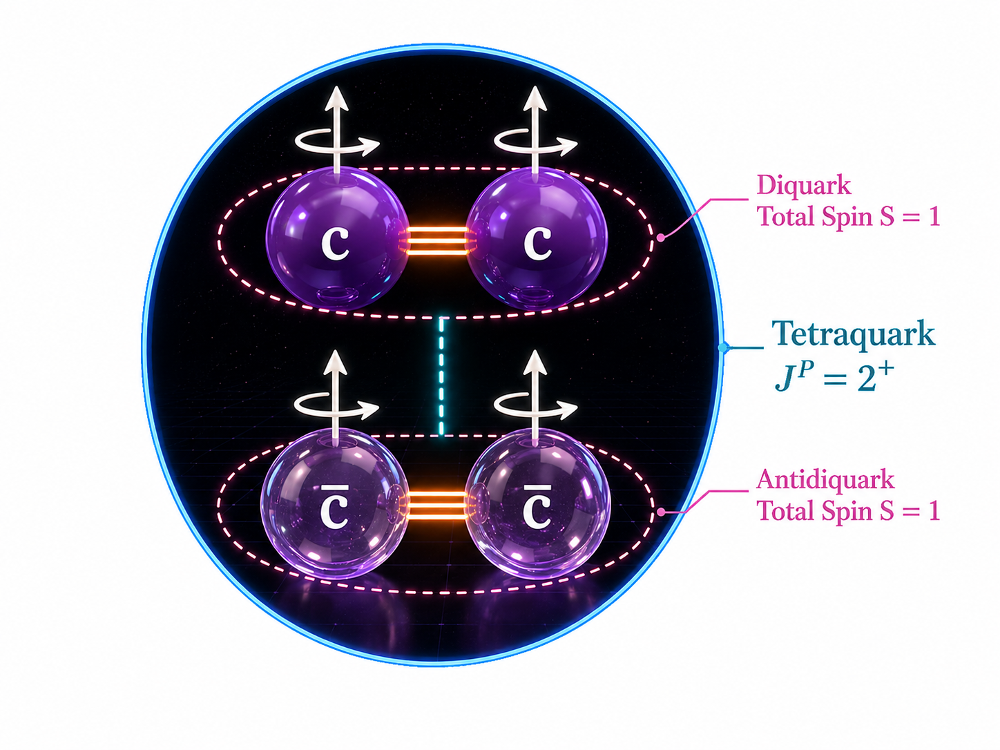 c c
Diquark
Total Spin S = 1
Tetraquark
J^P = 2^+
c̄ c̄
Antidiquark
Total Spin S = 1